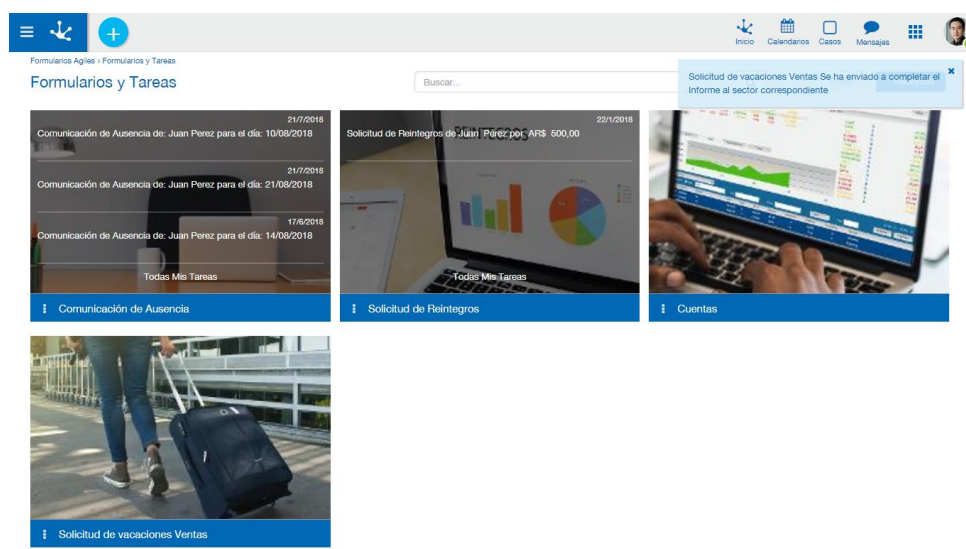 Inicio
Calendarios
Casos
Mensajes
Formularios Agiles › Formularios y Tareas
Formularios y Tareas
Buscar...
Solicitud de vacaciones Ventas Se ha enviado a completar el
Informe al sector correspondiente
21/7/2018
Comunicación de Ausencia de: Juan Perez para el día: 10/08/2018
21/7/2018
Comunicación de Ausencia de: Juan Perez para el día: 21/08/2018
17/6/2018
Comunicación de Ausencia de: Juan Perez para el día: 14/08/2018
Todas Mis Tareas
Comunicación de Ausencia
22/1/2018
Solicitud de Reintegros de Juan Perez por AR$ 500,00
REINTEGROS
Todas Mis Tareas
Solicitud de Reintegros
Cuentas
Solicitud de vacaciones Ventas